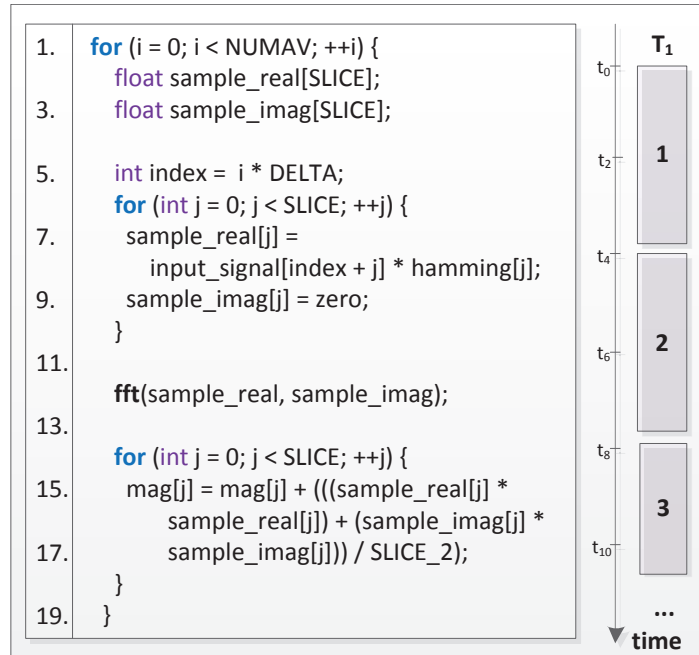 1. for (i = 0; i < NUMAV; ++i) {
float sample_real[SLICE];
3. float sample_imag[SLICE];
5. int index = i * DELTA;
for (int j = 0; j < SLICE; ++j) {
7. sample_real[j] =
input_signal[index + j] * hamming[j];
9. sample_imag[j] = zero;
}
11.
fft(sample_real, sample_imag);
13.
for (int j = 0; j < SLICE; ++j) {
15. mag[j] = mag[j] + (((sample_real[j] *
sample_real[j]) + (sample_imag[j] *
17. sample_imag[j])) / SLICE_2);
}
19. }
T1
t0
1
t2
t4
2
t6
t8
3
t10
...
time